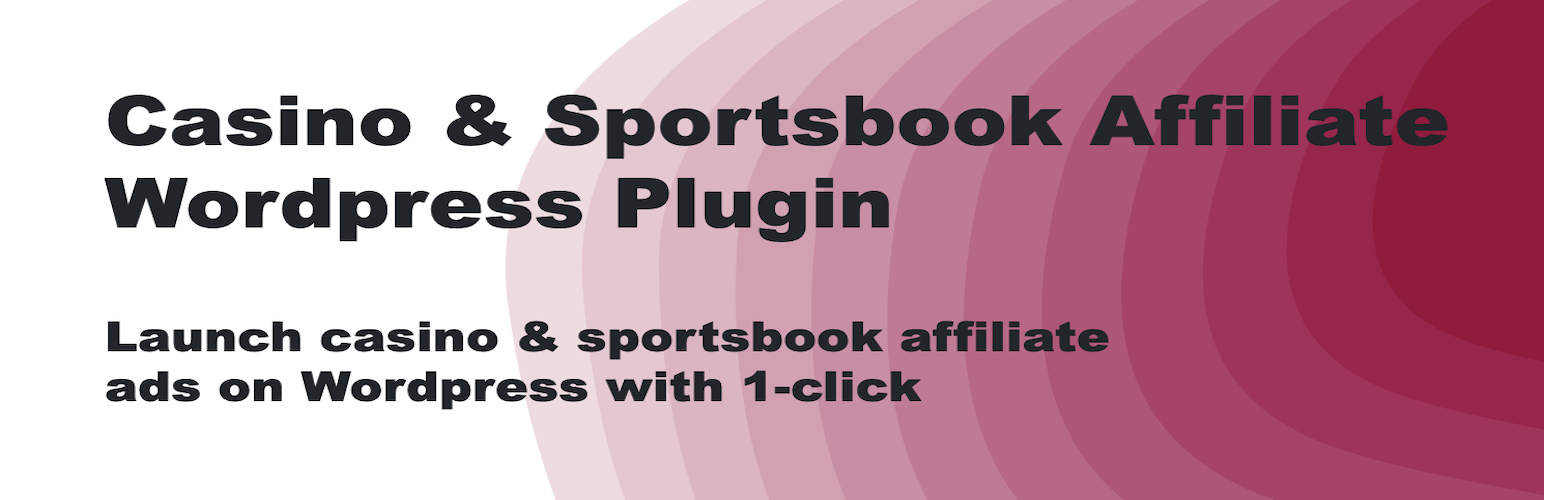 Casino & Sportsbook Affiliate
Wordpress Plugin
Launch casino & sportsbook affiliate
ads on Wordpress with 1-click